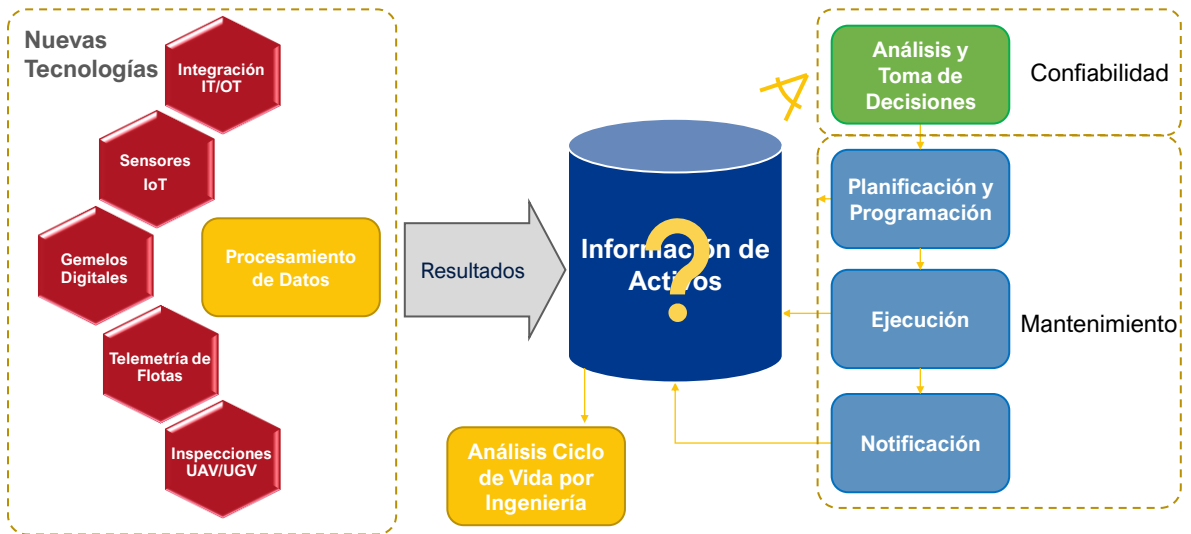 Nuevas
Tecnologías
Integración
IT/OT
Sensores
IoT
Gemelos
Digitales
Telemetría de
Flotas
Inspecciones
UAV/UGV
Procesamiento
de Datos
Resultados
Información de
Activos
?
Análisis Ciclo
de Vida por
Ingeniería
Análisis y
Toma de
Decisiones
Confiabilidad
Planificación y
Programación
Ejecución
Mantenimiento
Notificación